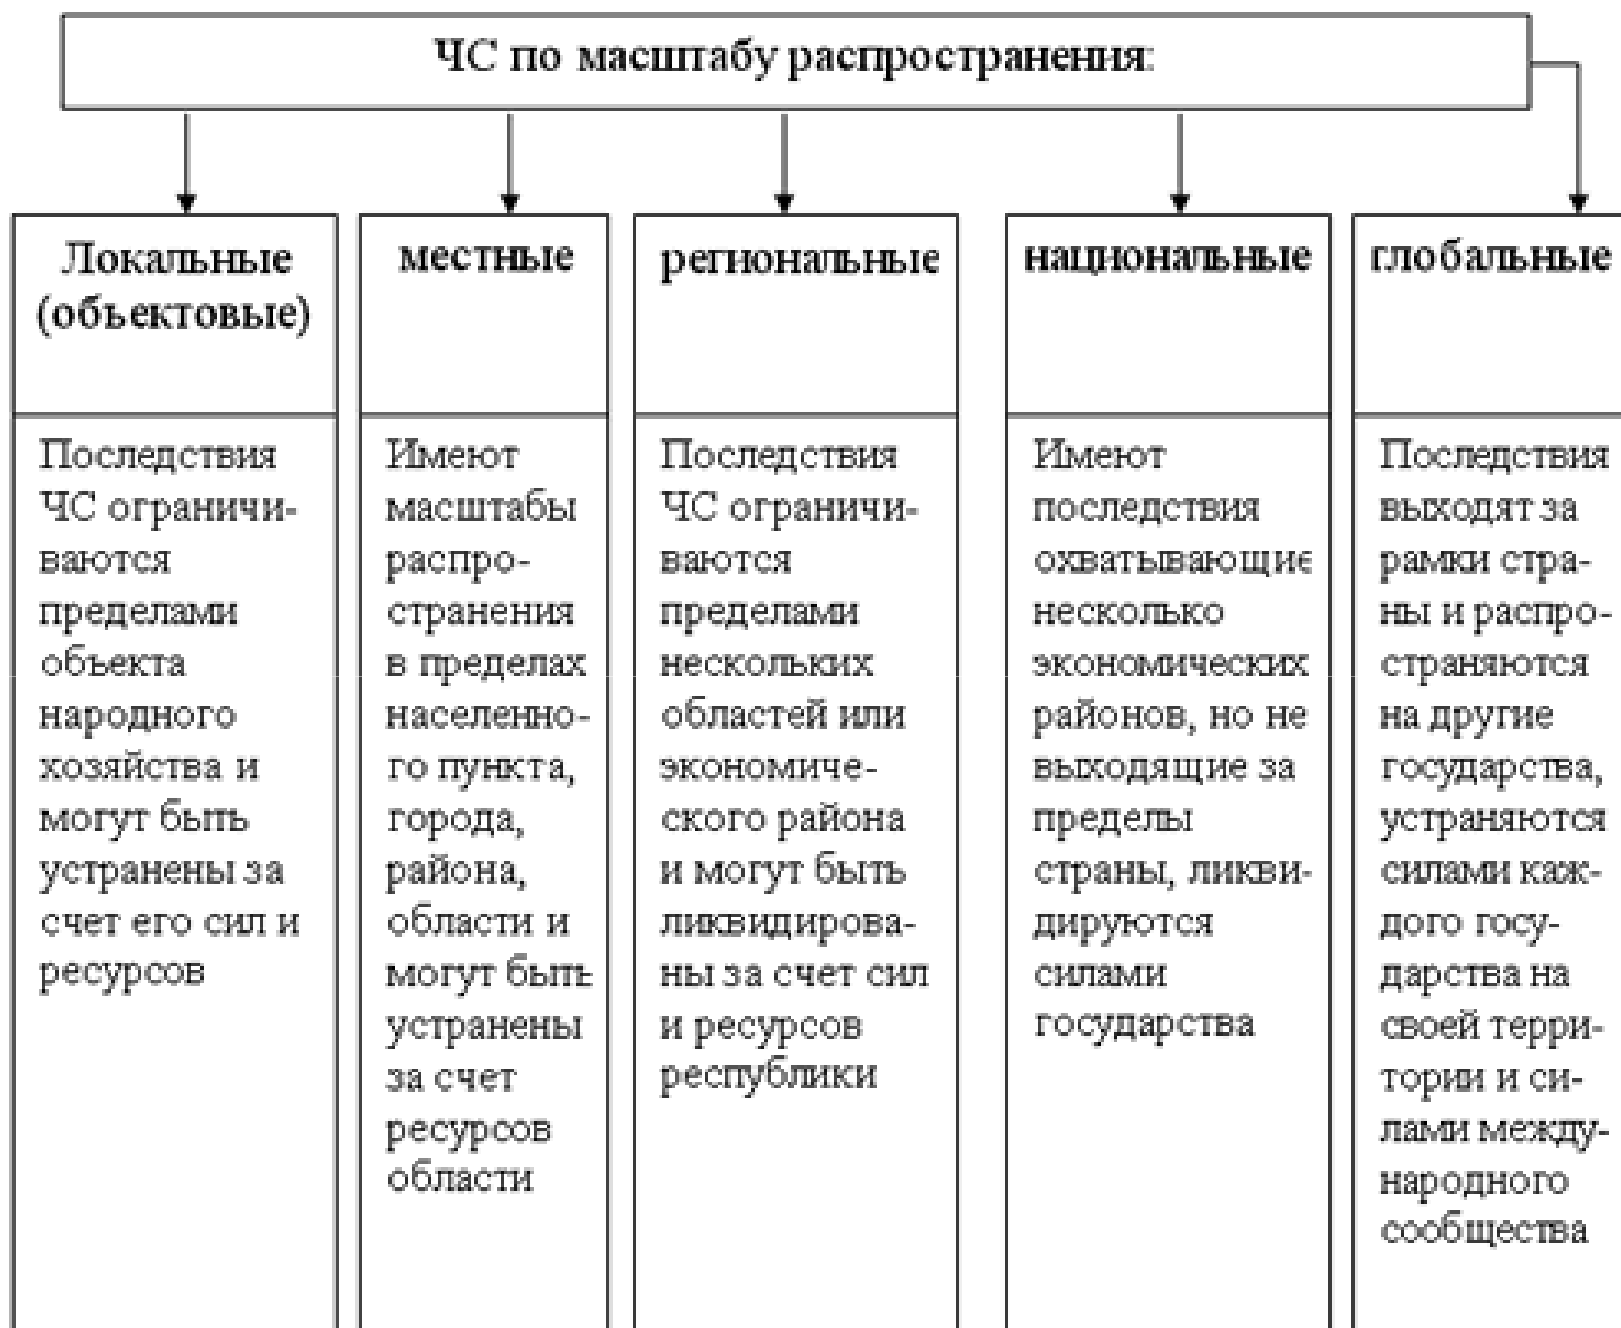 ЧС по масштабу распространения:
Локальные
(объектовые)
Последствия
ЧС ограничи-
ваются
пределами
объекта
народного
хозяйства и
могут быть
устранены за
счет его сил и
ресурсов
местные
Имеют
масштабы
распро-
странения
в пределах
населенно-
го пункта,
города,
района,
области и
могут быть
устранены
за счет
ресурсов
области
региональные
Последствия
ЧС ограничи-
ваются
пределами
нескольких
областей или
экономиче-
ского района
и могут быть
ликвидирова-
ны за счет сил
и ресурсов
республики
национальные
Имеют
последствия
охватывающие
несколько
экономических
районов, но не
выходящие за
пределы
страны, ликви-
дируются
силами
государства
глобальные
Последствия
выходят за
рамки стра-
ны и распро-
страняются
на другие
государства,
устраняются
силами каж-
дого госу-
дарства на
своей терри-
тории и си-
лами между-
народного
сообщества